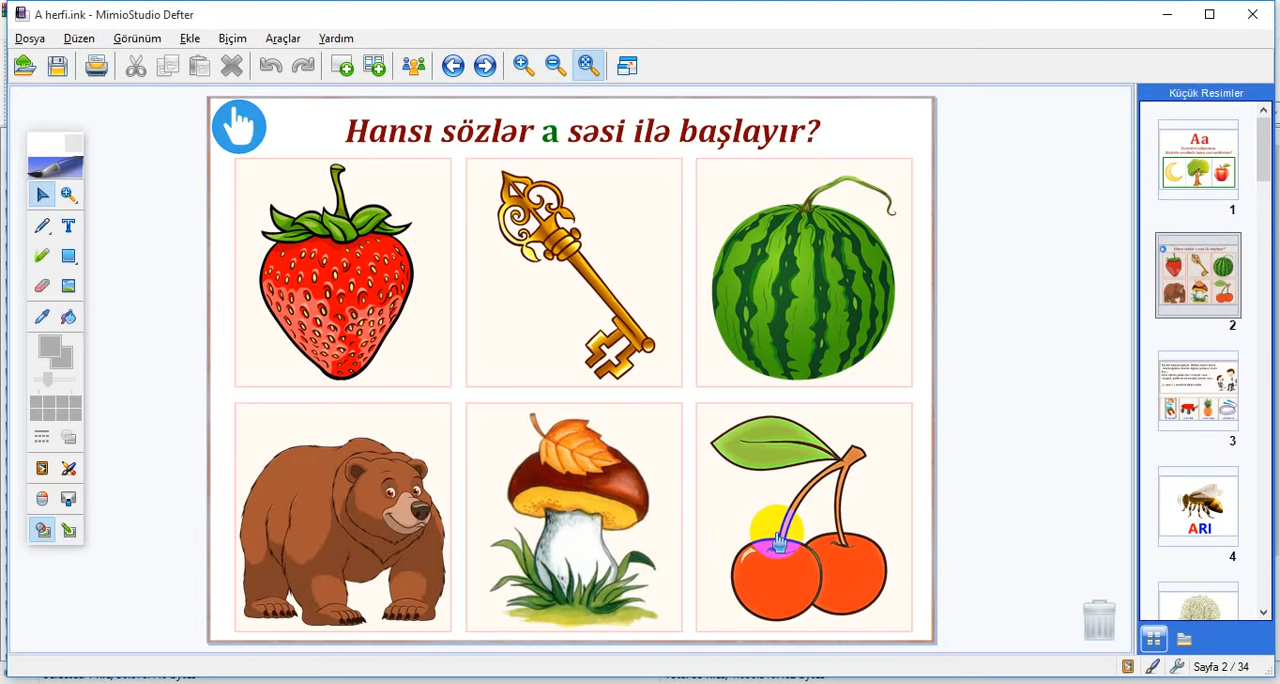 A herfi.ink - MimioStudio Defter
Dosya Düzen Görünüm Ekle Biçim Araçlar Yardım
Küçük Resimler
Hansı sözlər a səsi ilə başlayır?
Aa
1
2
3
ARI
4
Sayfa 2 / 34